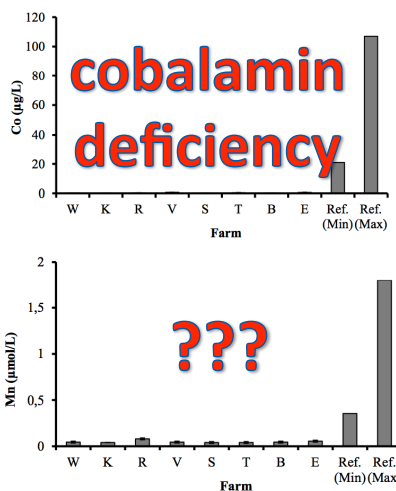 120
100
80
60
40
20
0
Co (µg/L)
cobalamin
deficiency
W K R V S T B E Ref. Ref.
(Min) (Max)
Farm
2
1,5
1
0,5
0
Mn (µmol/L)
???
W K R V S T B E Ref. Ref.
(Min) (Max)
Farm